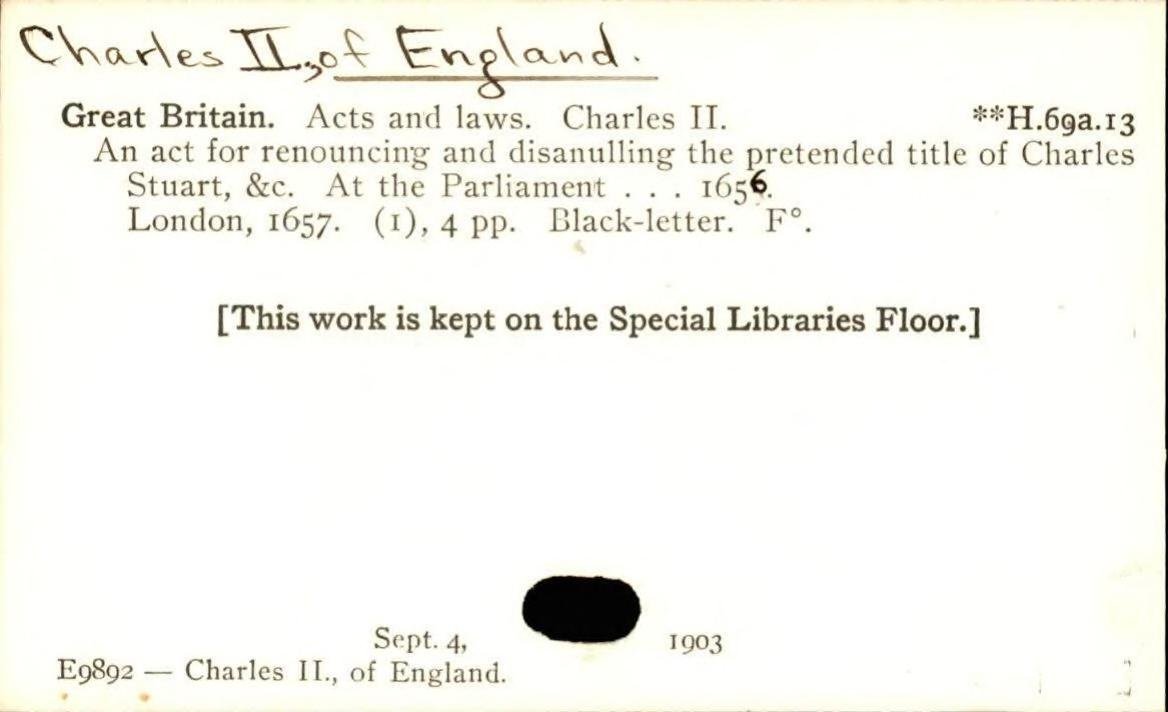 Charles II., of England.
Great Britain. Acts and laws. Charles II. **H.69a.13
An act for renouncing and disanulling the pretended title of Charles
Stuart, &c. At the Parliament . . . 1656.
London, 1657. (1), 4 pp. Black-letter. F°.
[This work is kept on the Special Libraries Floor.]
Sept. 4, 1903
E9892 — Charles II., of England.